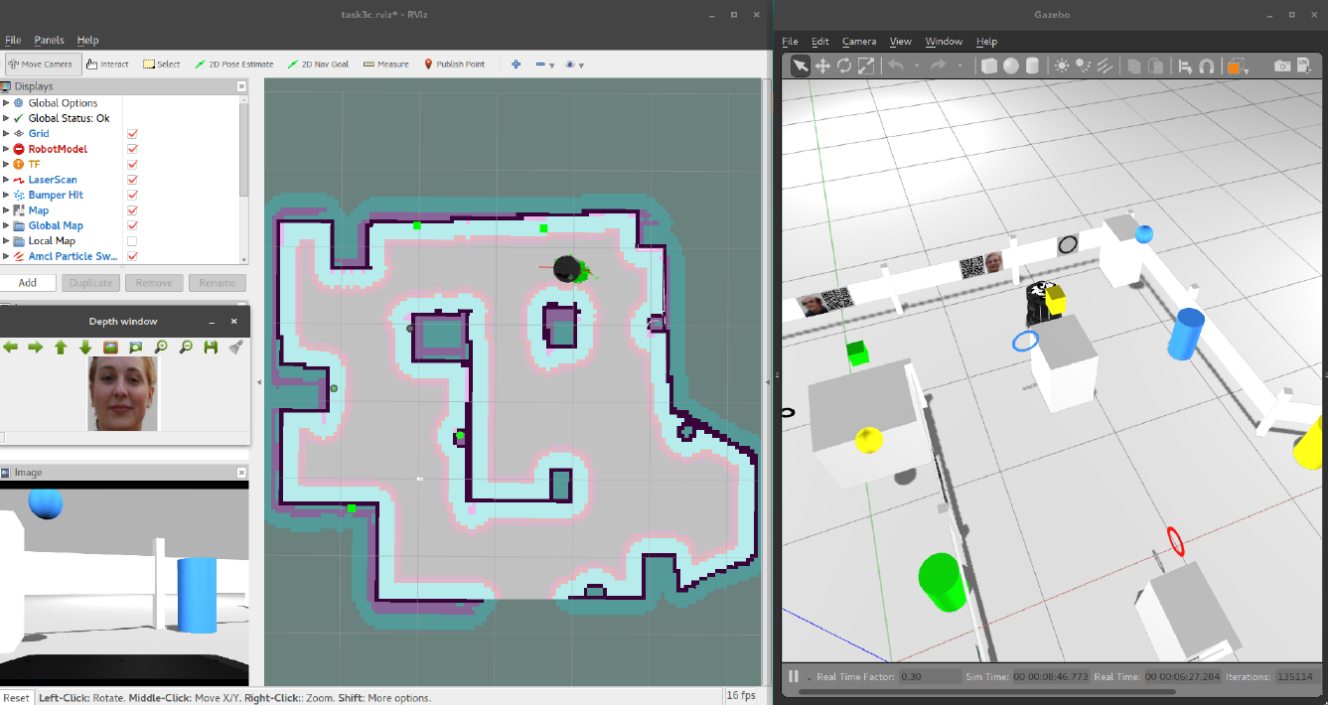 task3c.rviz* - RViz
File Panels Help
Move Camera Interact Select 2D Pose Estimate 2D Nav Goal Measure Publish Point
Displays
Global Options
Global Status: Ok
Grid
RobotModel
TF
LaserScan
Bumper Hit
Map
Global Map
Local Map
Amcl Particle Sw...
Add Duplicate Remove Rename
Depth window
Image
Reset Left-Click: Rotate. Middle-Click: Move X/Y. Right-Click:: Zoom. Shift: More options.
16 fps
Gazebo
File Edit Camera View Window Help
Real Time Factor: 0.30 Sim Time: 00 00:08:46.773 Real Time: 00 00:06:27.284 Iterations: 135114